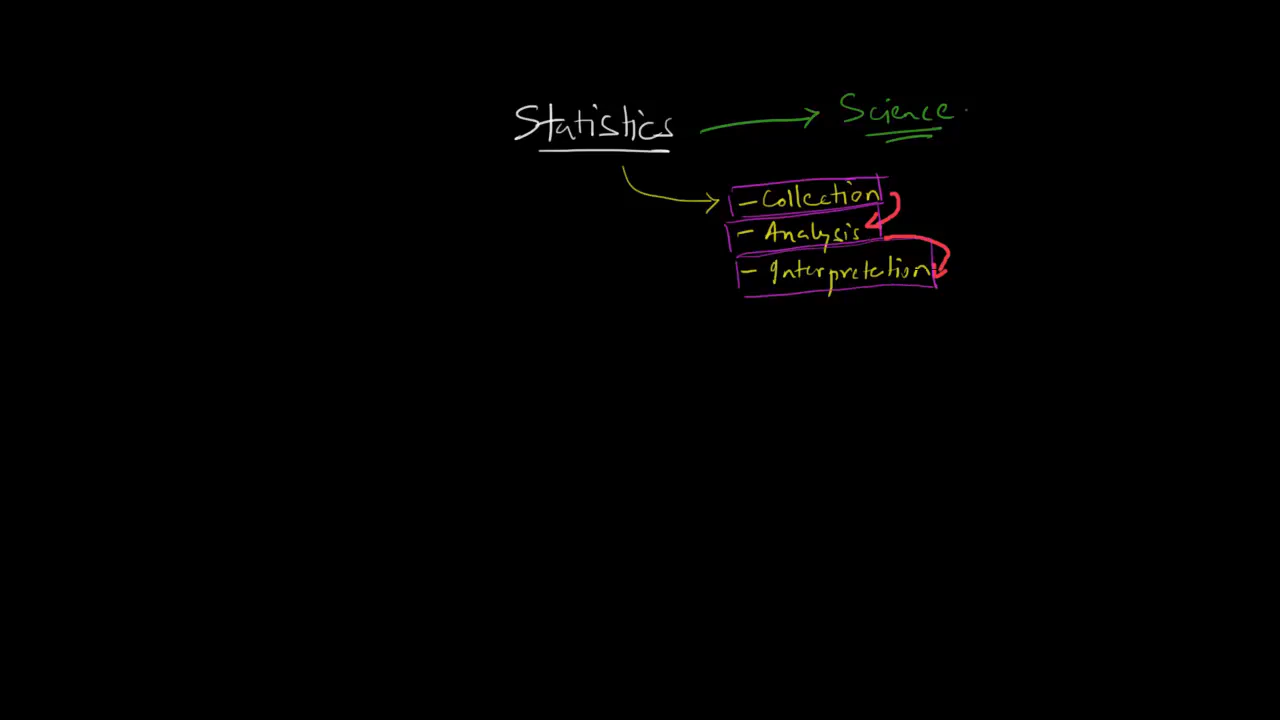 Statistics
Science
- Collection
- Analysis
- Interpretation